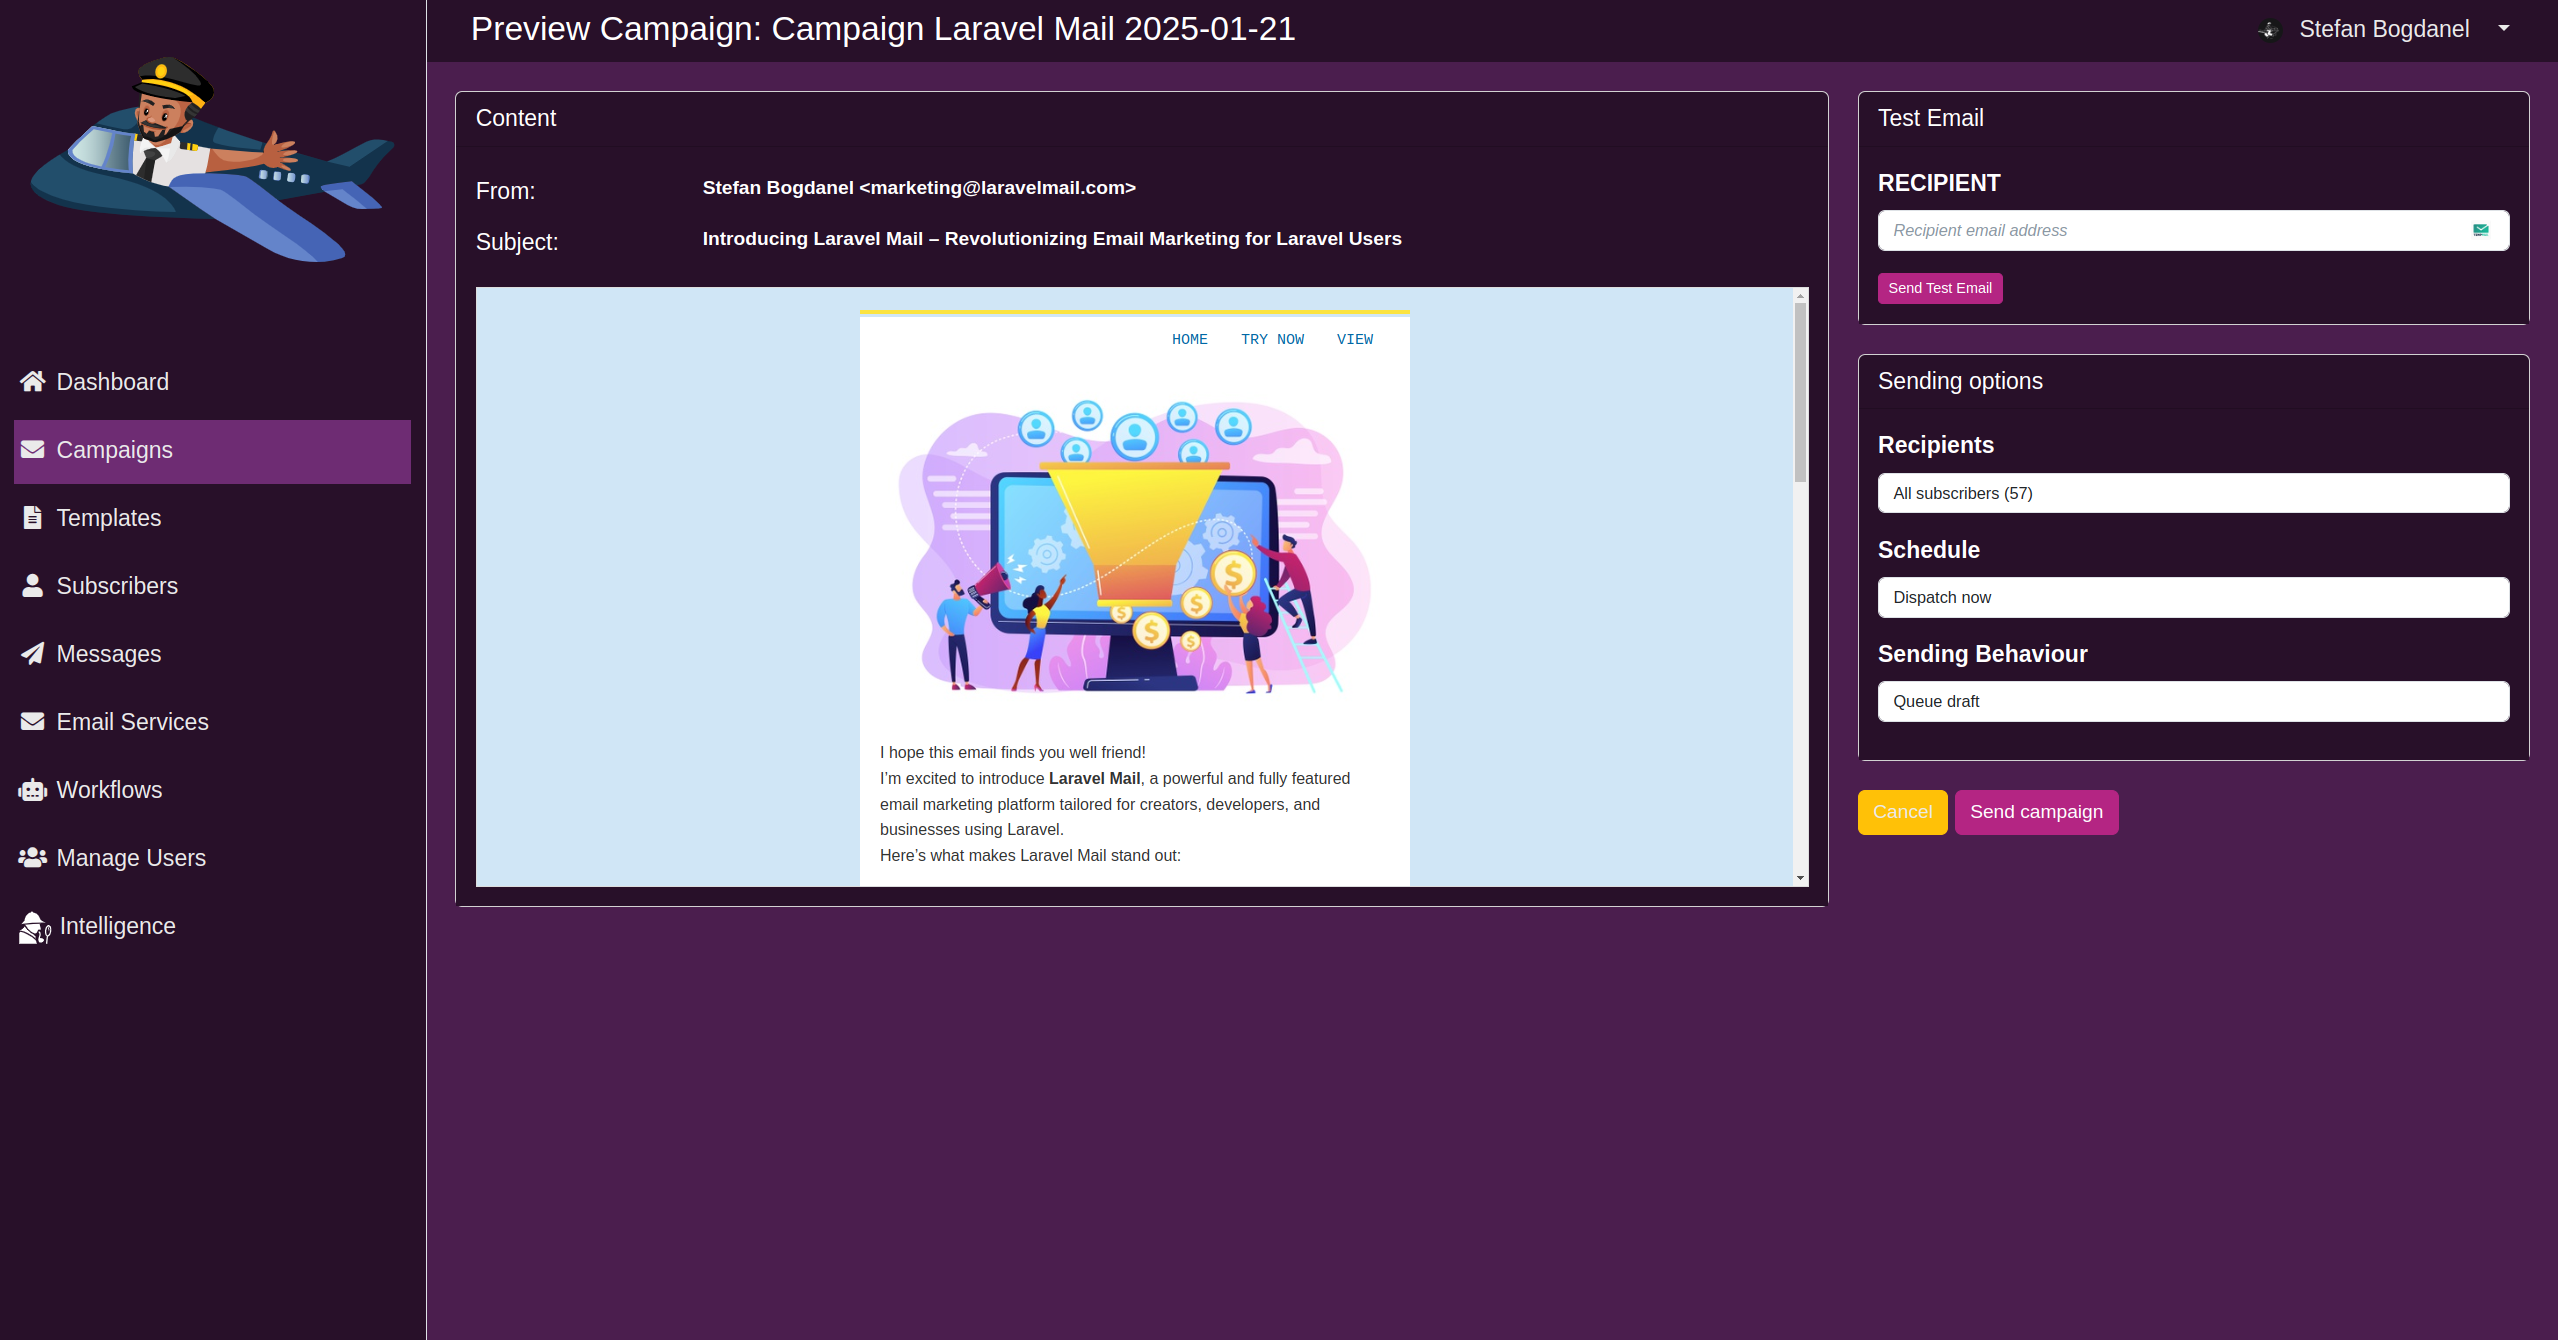 Preview Campaign: Campaign Laravel Mail 2025-01-21
Stefan Bogdanel
Dashboard
Campaigns
Templates
Subscribers
Messages
Email Services
Workflows
Manage Users
Intelligence
Content
From:
Stefan Bogdanel <marketing@laravelmail.com>
Subject:
Introducing Laravel Mail – Revolutionizing Email Marketing for Laravel Users
HOME TRY NOW VIEW
I hope this email finds you well friend!
I’m excited to introduce Laravel Mail, a powerful and fully featured
email marketing platform tailored for creators, developers, and
businesses using Laravel.
Here’s what makes Laravel Mail stand out:
Test Email
RECIPIENT
Recipient email address
Send Test Email
Sending options
Recipients
All subscribers (57)
Schedule
Dispatch now
Sending Behaviour
Queue draft
Cancel
Send campaign